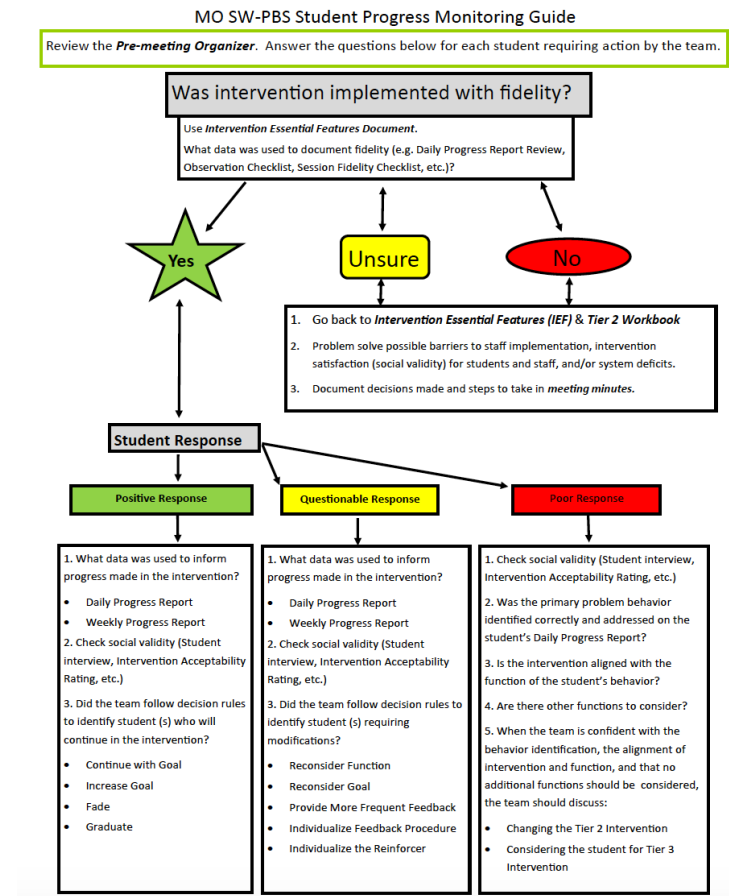 MO SW-PBS Student Progress Monitoring Guide
Review the Pre-meeting Organizer. Answer the questions below for each student requiring action by the team.
Was intervention implemented with fidelity?
Use Intervention Essential Features Document.
What data was used to document fidelity (e.g. Daily Progress Report Review,
Observation Checklist, Session Fidelity Checklist, etc.)?
Yes
Unsure
No
1. Go back to Intervention Essential Features (IEF) & Tier 2 Workbook
2. Problem solve possible barriers to staff implementation, intervention
satisfaction (social validity) for students and staff, and/or system deficits.
3. Document decisions made and steps to take in meeting minutes.
Student Response
Positive Response
Questionable Response
Poor Response
1. What data was used to inform
progress made in the intervention?
• Daily Progress Report
• Weekly Progress Report
2. Check social validity (Student
interview, Intervention Acceptability
Rating, etc.)
3. Did the team follow decision rules
to identify student (s) who will
continue in the intervention?
• Continue with Goal
• Increase Goal
• Fade
• Graduate
1. What data was used to inform
progress made in the intervention?
• Daily Progress Report
• Weekly Progress Report
2. Check social validity (Student
interview, Intervention Acceptability
Rating, etc.)
3. Did the team follow decision rules to
identify student (s) requiring
modifications?
• Reconsider Function
• Reconsider Goal
• Provide More Frequent Feedback
• Individualize Feedback Procedure
• Individualize the Reinforcer
1. Check social validity (Student interview,
Intervention Acceptability Rating, etc.)
2. Was the primary problem behavior
identified correctly and addressed on the
student's Daily Progress Report?
3. Is the intervention aligned with the
function of the student's behavior?
4. Are there other functions to consider?
5. When the team is confident with the
behavior identification, the alignment of
intervention and function, and that no
additional functions should be considered,
the team should discuss:
• Changing the Tier 2 Intervention
• Considering the student for Tier 3
Intervention